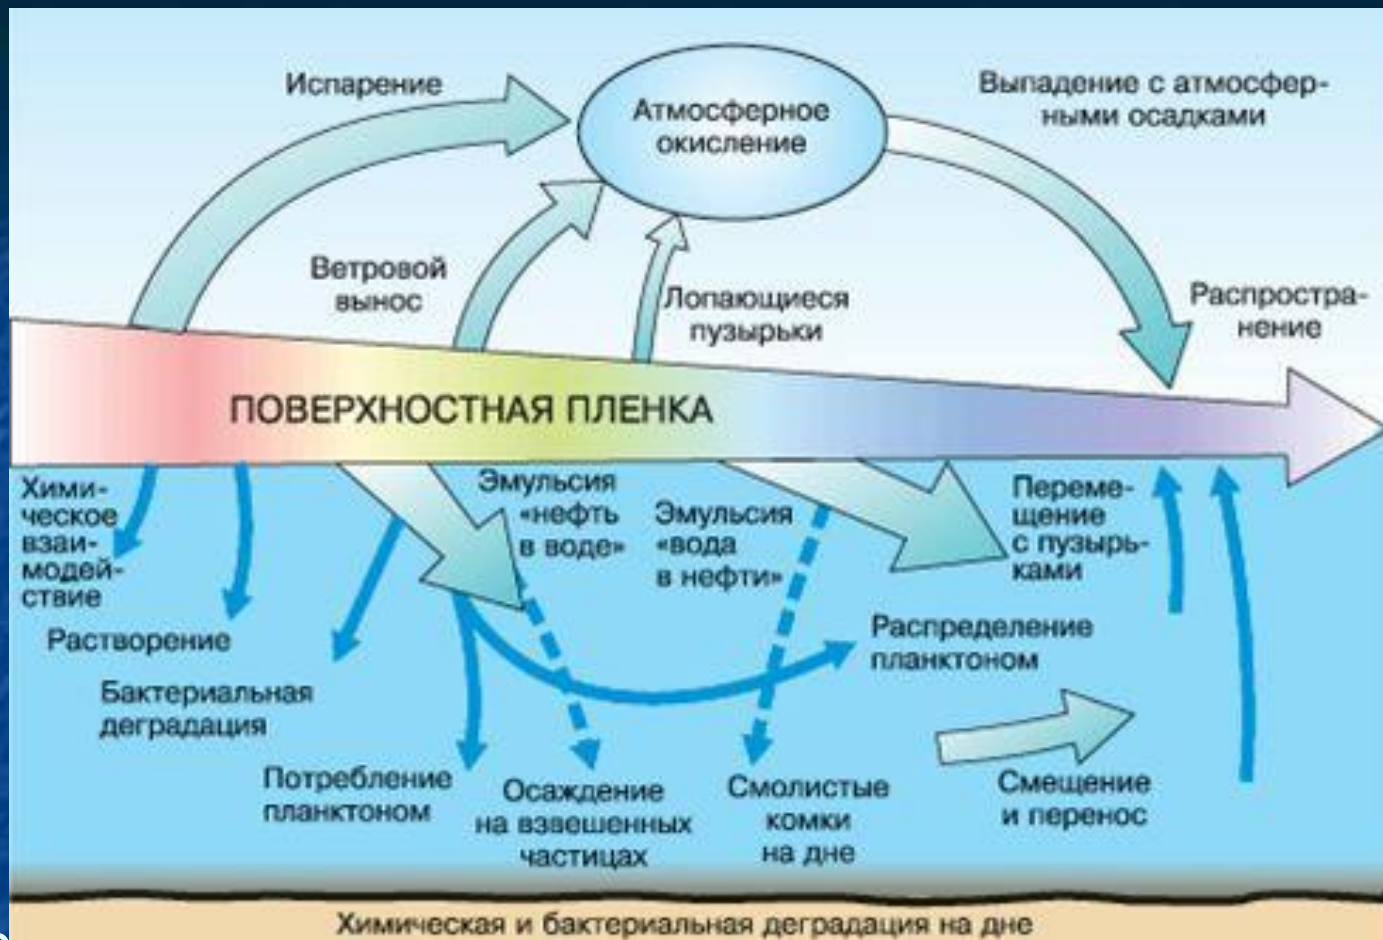 Испарение
Атмосферное
окисление
Выпадение с атмосфер-
ными осадками
Ветровой
вынос
Лопающиеся
пузырьки
Распростра-
нение
ПОВЕРХНОСТНАЯ ПЛЕНКА
Хими-
ческое
взаи-
модей-
ствие
Эмульсия
«нефть
в воде»
Эмульсия
«вода
в нефти»
Переме-
щение
с пузырь-
ками
Растворение
Распределение
планктоном
Бактериальная
деградация
Потребление
планктоном
Осаждение
на взвешенных
частицах
Смолистые
комки
на дне
Смещение
и перенос
Химическая и бактериальная деградация на дне